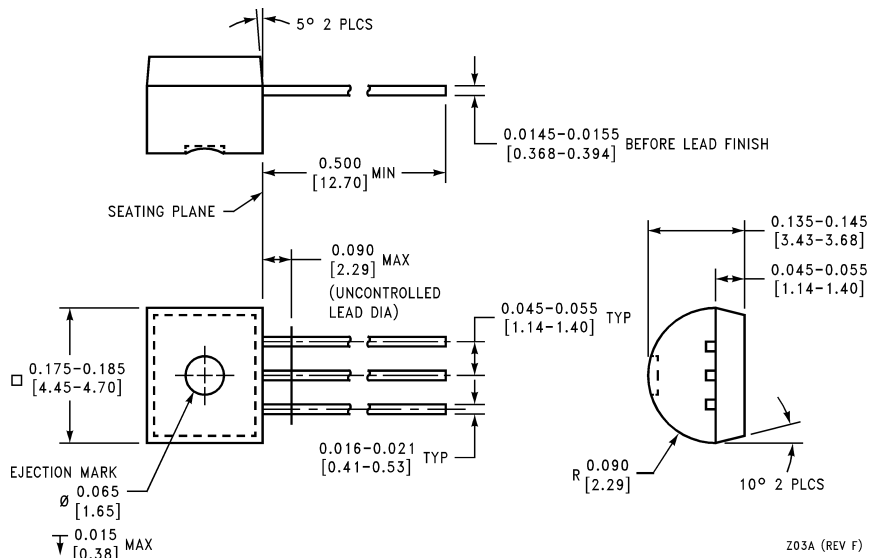 5° 2 PLCS
0.0145-0.0155
[0.368-0.394] BEFORE LEAD FINISH
0.500
[12.70] MIN
SEATING PLANE
0.135-0.145
[3.43-3.68]
0.090
[2.29] MAX
(UNCONTROLLED
LEAD DIA)
0.045-0.055
[1.14-1.40]
0.045-0.055
[1.14-1.40] TYP
□ 0.175-0.185
[4.45-4.70]
0.016-0.021
[0.41-0.53] TYP
EJECTION MARK
Ø 0.065
[1.65]
↧ 0.015
[0.38] MAX
R 0.090
[2.29]
10° 2 PLCS
Z03A (REV F)